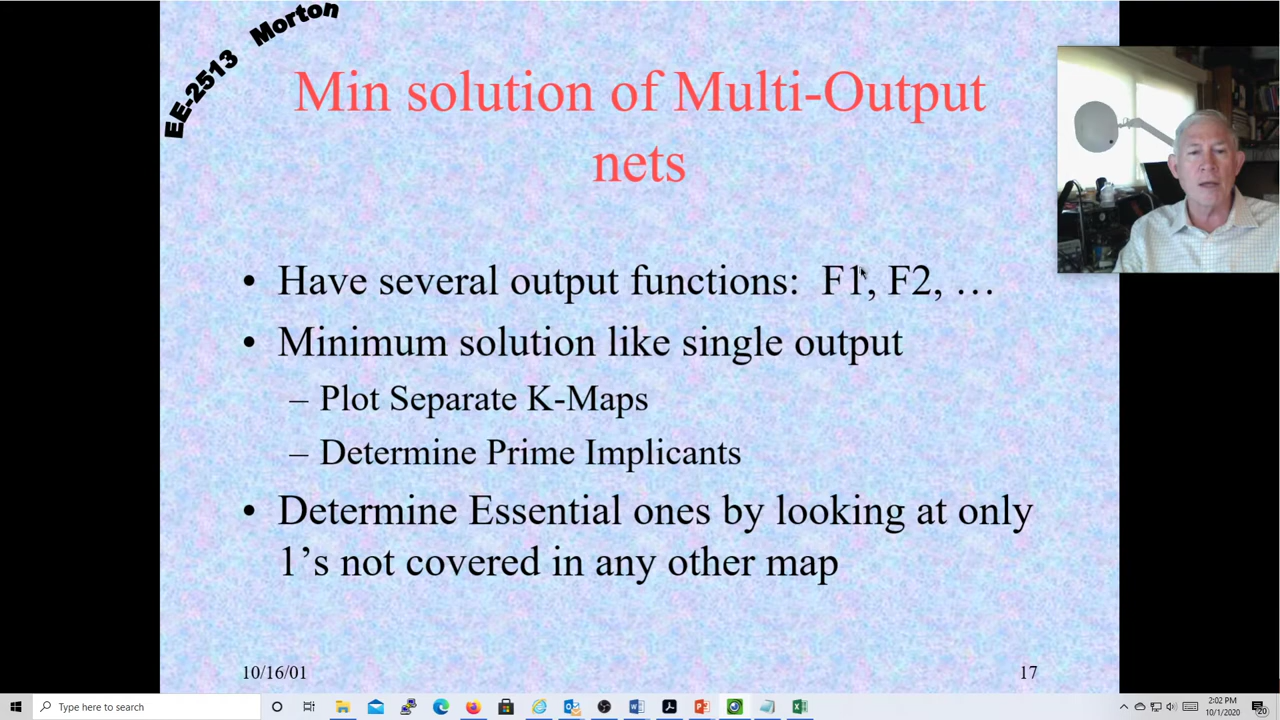 EE-2513 Morton
Min solution of Multi-Output
nets
• Have several output functions: F1, F2, …
• Minimum solution like single output
– Plot Separate K-Maps
– Determine Prime Implicants
• Determine Essential ones by looking at only
1’s not covered in any other map
10/16/01
17
Type here to search
2:02 PM
10/1/2020
20